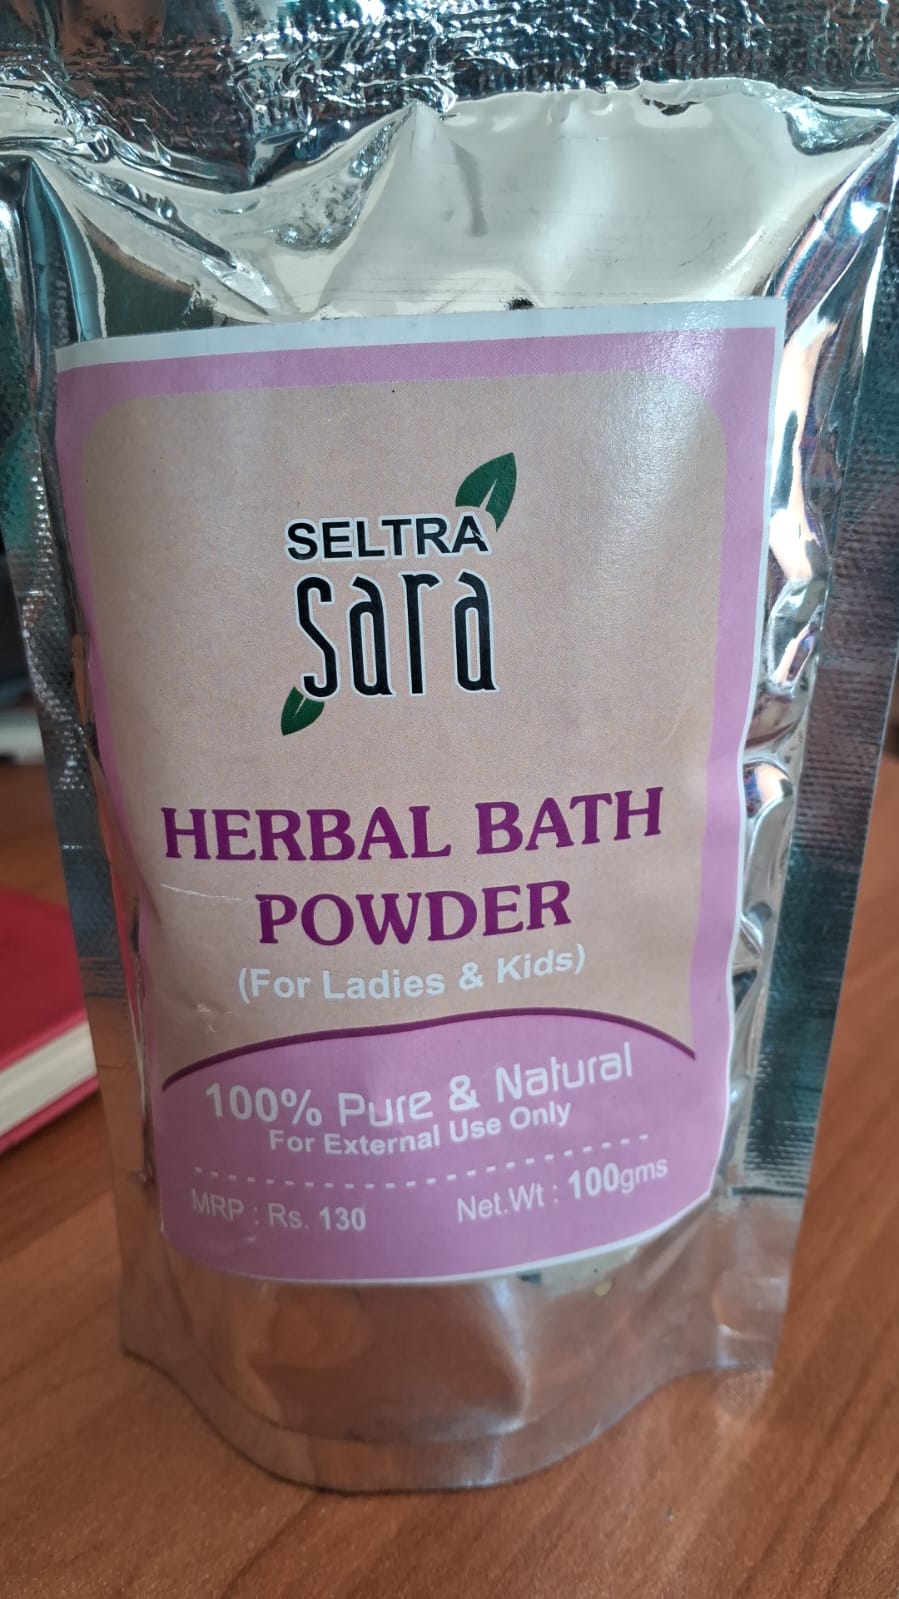 SELTRA
sara
HERBAL BATH
POWDER
(For Ladies & Kids)
100% Pure & Natural
For External Use Only
MRP : Rs. 130 Net.Wt : 100gms